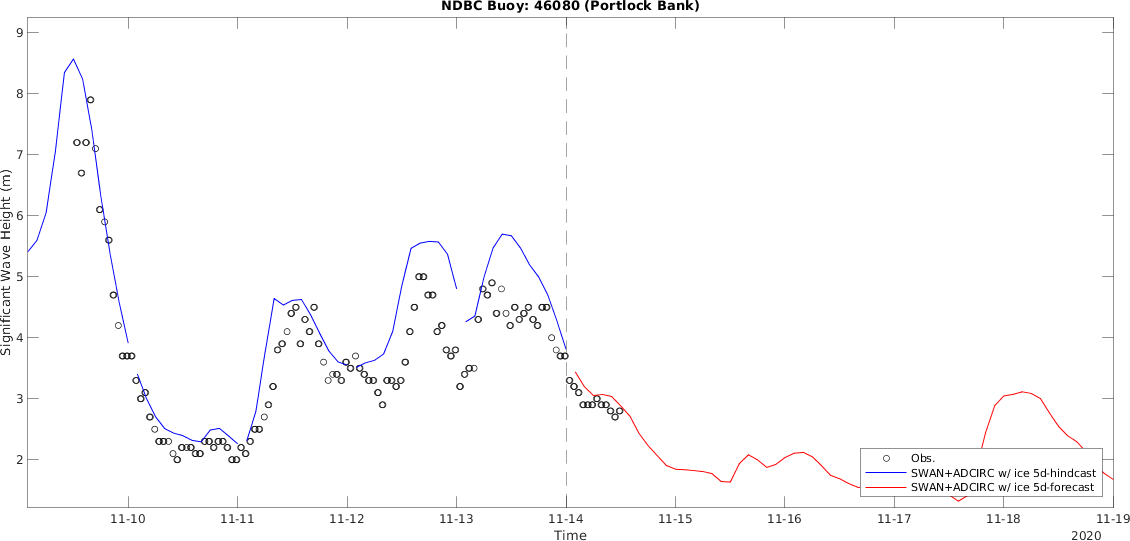 NDBC Buoy: 46080 (Portlock Bank)
9
8
7
6
5
4
3
2
Significant Wave Height (m)
Obs.
SWAN+ADCIRC w/ ice 5d-hindcast
SWAN+ADCIRC w/ ice 5d-forecast
11-10 11-11 11-12 11-13 11-14 11-15 11-16 11-17 11-18 11-19
Time
2020